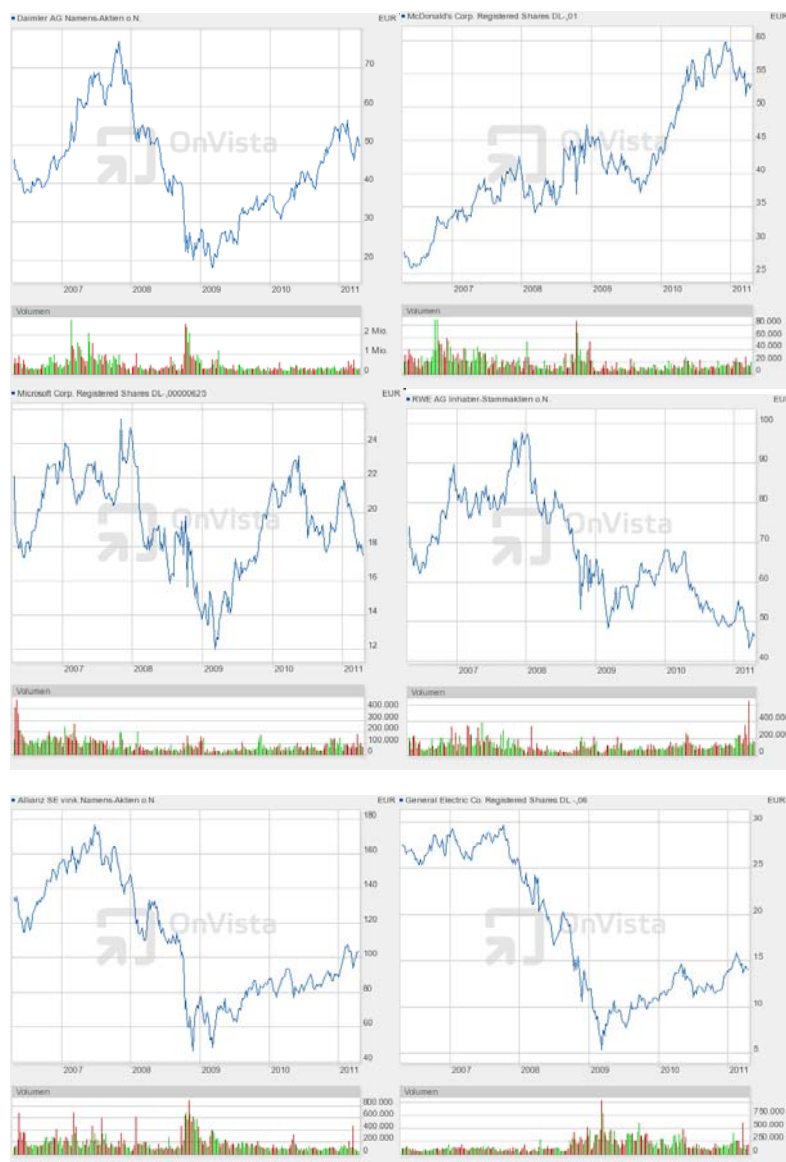 Daimler AG Namens-Aktien o.N. EUR
OnVista
70
60
50
40
30
20
2007 2008 2009 2010 2011
Volumen
2 Mio.
1 Mio.
0
McDonald's Corp. Registered Shares DL-,01 EUR
OnVista
60
55
50
45
40
35
30
25
2007 2008 2009 2010 2011
Volumen
80.000
60.000
40.000
20.000
0
Microsoft Corp. Registered Shares DL-,00000625 EUR
OnVista
24
22
20
18
16
14
12
2007 2008 2009 2010 2011
Volumen
400.000
300.000
200.000
100.000
0
RWE AG Inhaber-Stammaktien o.N. EU
OnVista
100
90
80
70
60
50
40
2007 2008 2009 2010 2011
Volumen
400.000
200.000
0
Allianz SE vink.Namens-Aktien o.N. EUR
OnVista
180
160
140
120
100
80
60
40
2007 2008 2009 2010 2011
Volumen
800.000
600.000
400.000
200.000
0
General Electric Co. Registered Shares DL -,06 EUR
OnVista
30
25
20
15
10
5
2007 2008 2009 2010 2011
Volumen
750.000
500.000
250.000
0